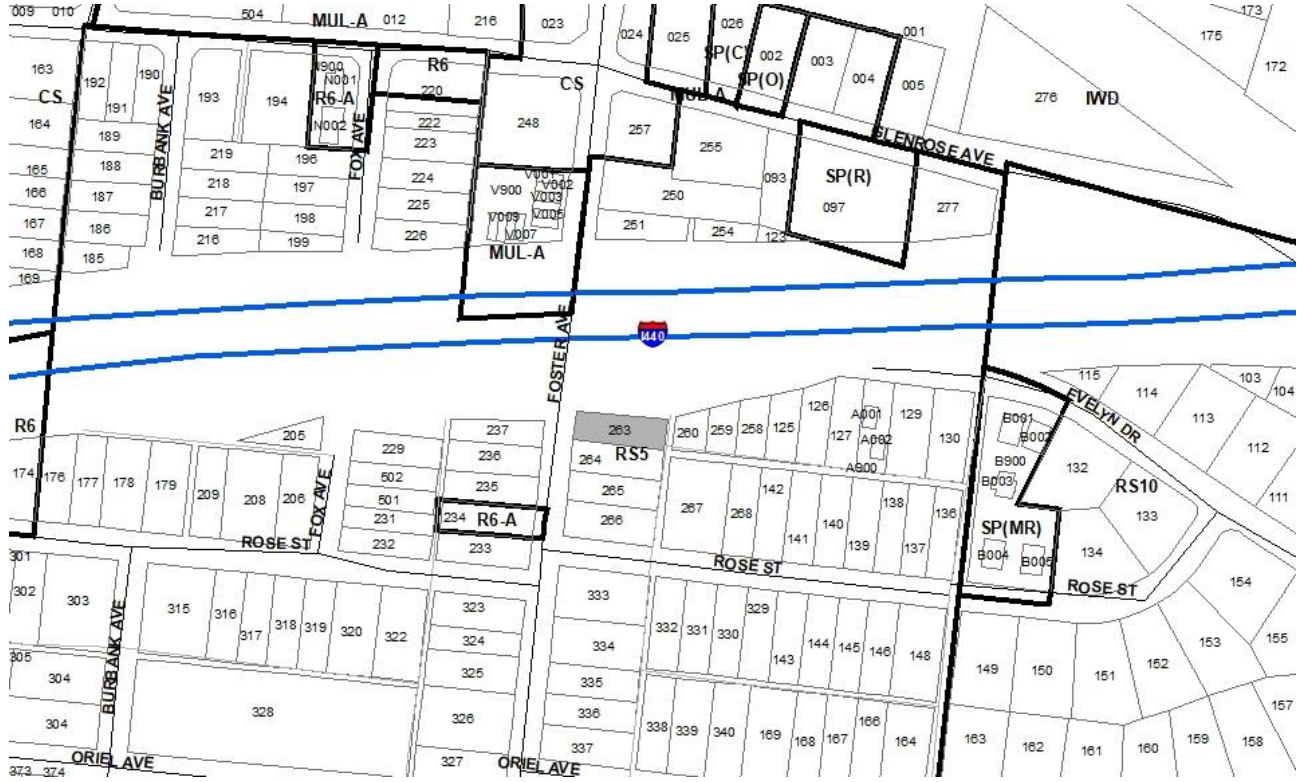 009 010 504 MUL-A 012 216 023
024 025 026 SP(C) 002 SP(O) 003 004 001 005
173 175 172
163 192 190 191 193 194 N001 R6-A N002
CS R6 220 CS 248 257 MUL-A 255 276 IWD
164 189 222 223
BURBANK AVE
FOX AVE
GLENROSE AVE
165 188 219 196 224 V900 V002 V003 V005 V009 V007
166 187 218 197 225 250 093 SP(R) 097 277
167 186 217 198 226 251 254 123
168 185 216 199 MUL-A
169
I440
FOSTER AVE
115 114 103 104
EVELYN DR
R6 205 237 263 260 259 258 125 126 127 A001 A002 A900 129 130
B001 B002 B900 B003 132 113 112 111
174 176 177 178 179 209 208 206 229 236 264 RS5
502 235 265 267 268 142 141 140 139 138 137 136
501 234 R6-A 266 RS10 133
FOX AVE
231 232 233 SP(MR) B004 B005 134
ROSE ST
ROSE ST
ROSE ST
301 302 303 315 316 317 318 319 320 322 323 333 332 331 330 329
154 155 153 152
BURBANK AVE
324 334 143 144 145 146 148 149 150 151
305 304 325 335 157
304 328 326 336 338 339 340 169 168 167 166 164 163 162 161 160 159 158
337
ORIEL AVE
327
ORIEL AVE
373 374